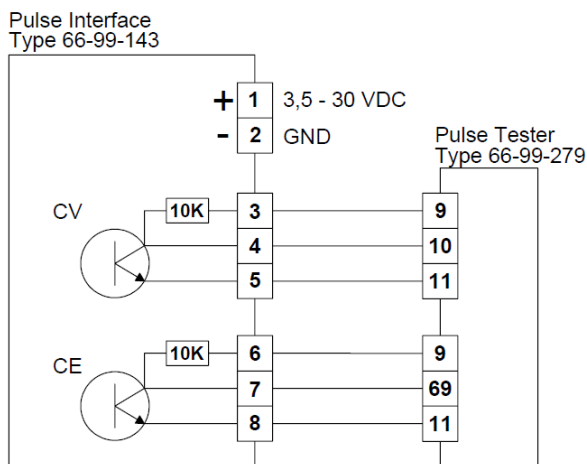 Pulse Interface
Type 66-99-143
+ 1 3,5 - 30 VDC
- 2 GND
Pulse Tester
Type 66-99-279
CV 10K 3 9
4 10
5 11
10K 6 9
CE 7 69
8 11